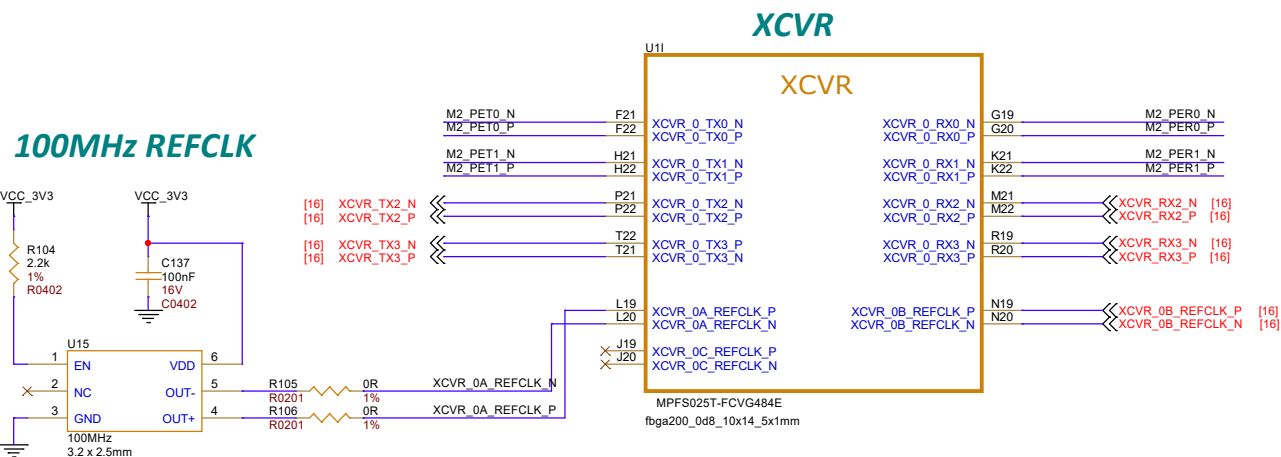 XCVR
U1I
XCVR
M2_PET0_N F21 XCVR_0_TX0_N XCVR_0_RX0_N G19 M2_PER0_N
M2_PET0_P F22 XCVR_0_TX0_P XCVR_0_RX0_P G20 M2_PER0_P
M2_PET1_N H21 XCVR_0_TX1_N XCVR_0_RX1_N K21 M2_PER1_N
M2_PET1_P H22 XCVR_0_TX1_P XCVR_0_RX1_P K22 M2_PER1_P
[16] XCVR_TX2_N P21 XCVR_0_TX2_N XCVR_0_RX2_N M21 XCVR_RX2_N [16]
[16] XCVR_TX2_P P22 XCVR_0_TX2_P XCVR_0_RX2_P M22 XCVR_RX2_P [16]
[16] XCVR_TX3_N T22 XCVR_0_TX3_P XCVR_0_RX3_N R19 XCVR_RX3_N [16]
[16] XCVR_TX3_P T21 XCVR_0_TX3_N XCVR_0_RX3_P R20 XCVR_RX3_P [16]
L19 XCVR_0A_REFCLK_P XCVR_0B_REFCLK_P N19 XCVR_0B_REFCLK_P [16]
L20 XCVR_0A_REFCLK_N XCVR_0B_REFCLK_N N20 XCVR_0B_REFCLK_N [16]
J19 XCVR_0C_REFCLK_P
J20 XCVR_0C_REFCLK_N
MPFS025T-FCVG484E
fbga200_0d8_10x14_5x1mm
100MHz REFCLK
VCC_3V3 VCC_3V3
R104
2.2k
1%
R0402
C137
100nF
16V
C0402
U15
1 EN VDD 6
2 NC OUT- 5
3 GND OUT+ 4
100MHz
3.2 x 2.5mm
R105 0R XCVR_0A_REFCLK_N
R0201 1%
R106 0R XCVR_0A_REFCLK_P
R0201 1%